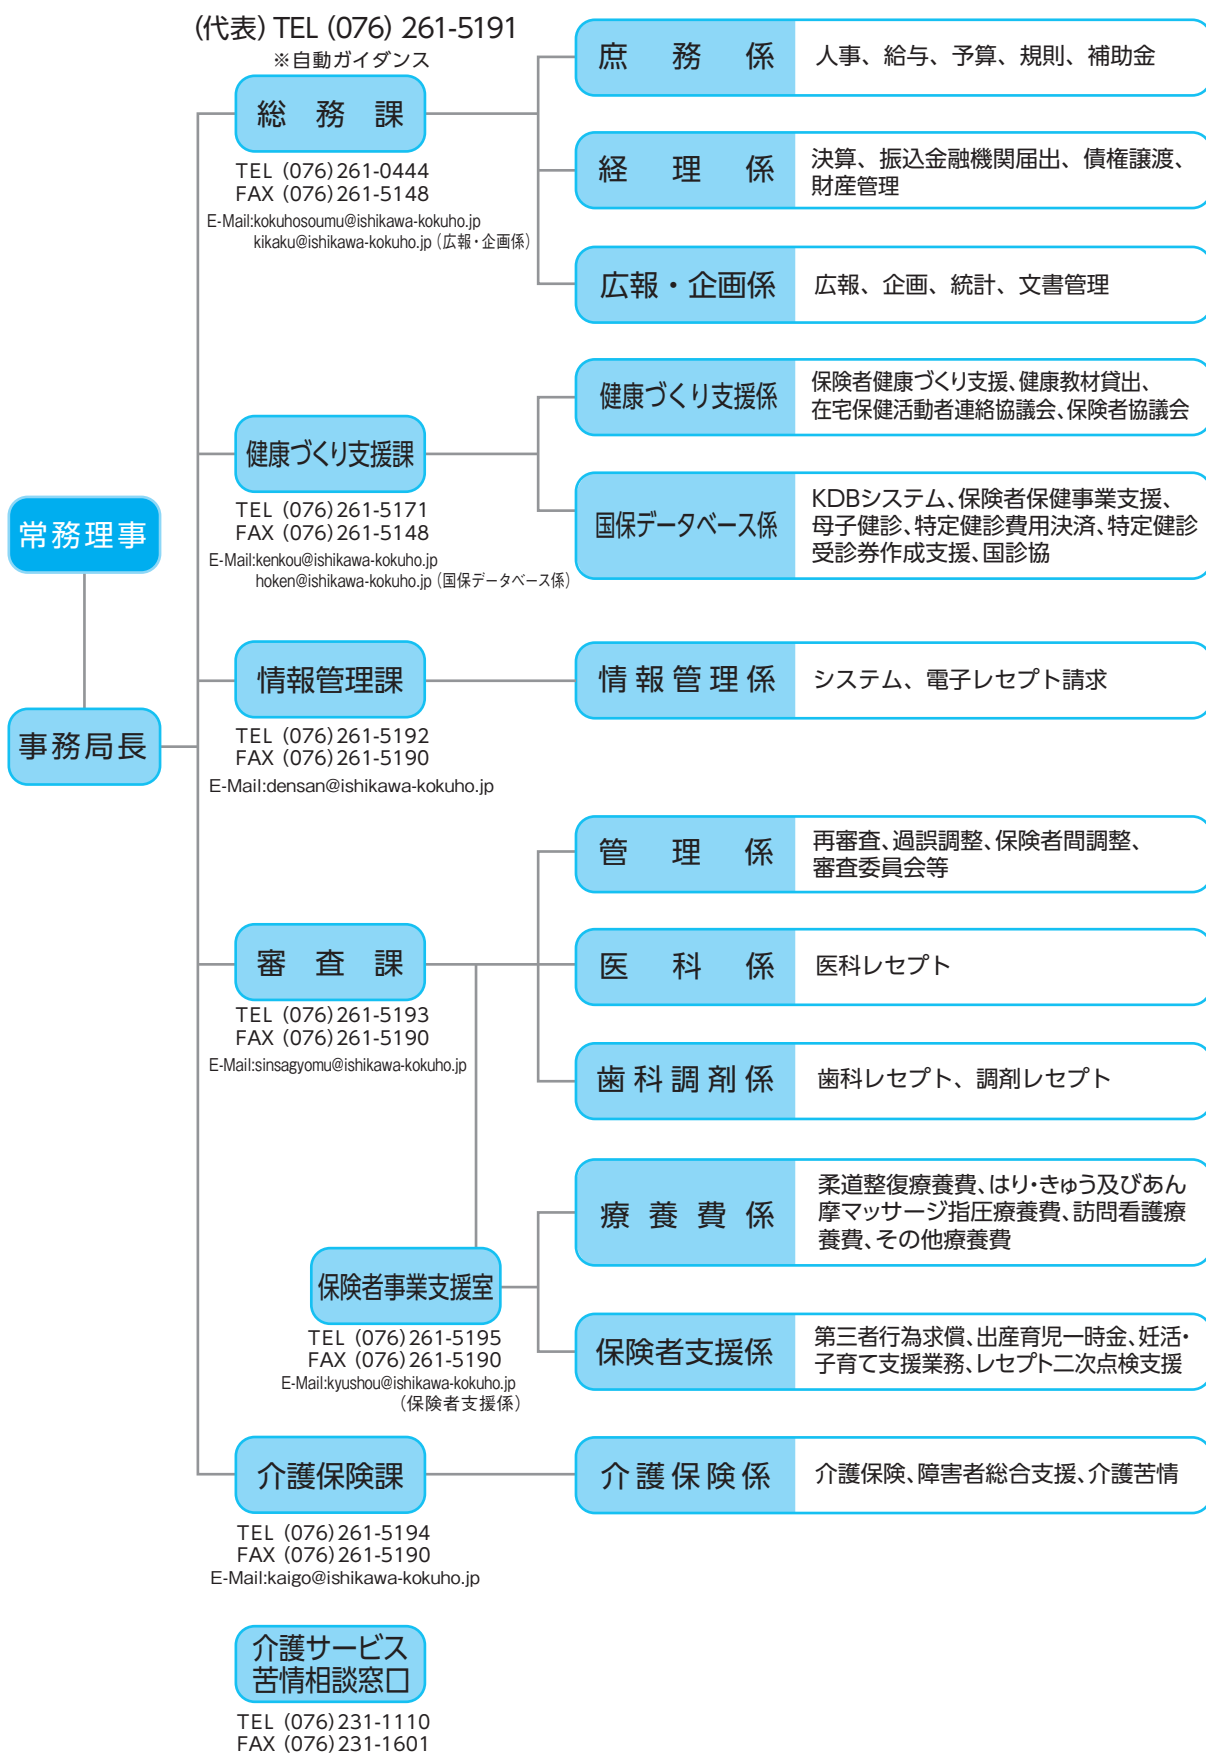 (代表) TEL (076) 261-5191
※自動ガイダンス
常務理事
事務局長
総務課
TEL (076)261-0444
FAX (076)261-5148
E-Mail:kokuhosoumu@ishikawa-kokuho.jp
kikaku@ishikawa-kokuho.jp(広報・企画係)
庶務係
人事、給与、予算、規則、補助金
経理係
決算、振込金融機関届出、債権譲渡、
財産管理
広報・企画係
広報、企画、統計、文書管理
健康づくり支援課
TEL (076)261-5171
FAX (076)261-5148
E-Mail:kenkou@ishikawa-kokuho.jp
hoken@ishikawa-kokuho.jp(国保データベース係)
健康づくり支援係
保険者健康づくり支援、健康教材貸出、
在宅保健活動者連絡協議会、保険者協議会
国保データベース係
KDBシステム、保険者保健事業支援、
母子健診、特定健診費用決済、特定健診
受診券作成支援、国診協
情報管理課
TEL (076)261-5192
FAX (076)261-5190
E-Mail:densan@ishikawa-kokuho.jp
情報管理係
システム、電子レセプト請求
審査課
TEL (076)261-5193
FAX (076)261-5190
E-Mail:sinsagyomu@ishikawa-kokuho.jp
管理係
再審査、過誤調整、保険者間調整、
審査委員会等
医科係
医科レセプト
歯科調剤係
歯科レセプト、調剤レセプト
保険者事業支援室
TEL (076)261-5195
FAX (076)261-5190
E-Mail:kyushou@ishikawa-kokuho.jp
(保険者支援係)
療養費係
柔道整復療養費、はり・きゅう及びあん
摩マッサージ指圧療養費、訪問看護療
養費、その他療養費
保険者支援係
第三者行為求償、出産育児一時金、妊活・
子育て支援業務、レセプト二次点検支援
介護保険課
TEL (076)261-5194
FAX (076)261-5190
E-Mail:kaigo@ishikawa-kokuho.jp
介護保険係
介護保険、障害者総合支援、介護苦情
介護サービス
苦情相談窓口
TEL (076)231-1110
FAX (076)231-1601